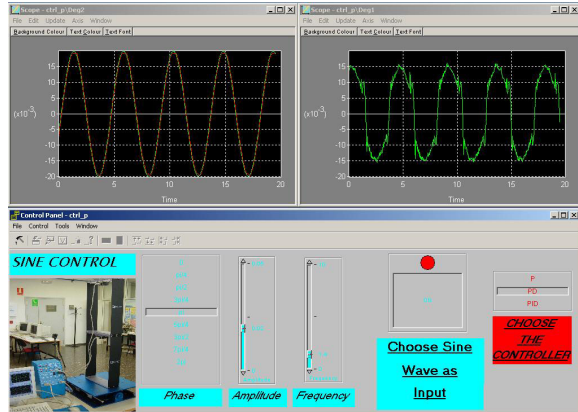 Scope - ctrl_p\Deg2
File Edit Update Axis Window
Background Colour Text Colour Text Font
15
10
5
(x10^-3) 0
-5
-10
-15
-20
0 5 10 15 20
Time
Scope - ctrl_p\Deg1
File Edit Update Axis Window
Background Colour Text Colour Text Font
15
10
5
(x10^-3) 0
-5
-10
-15
-20
0 5 10 15 20
Time
Control Panel - ctrl_p
File Control Tools Window
SINE CONTROL
Phase
Amplitude
Frequency
Choose Sine
Wave as
Input
P
PD
PID
CHOOSE
THE
CONTROLLER